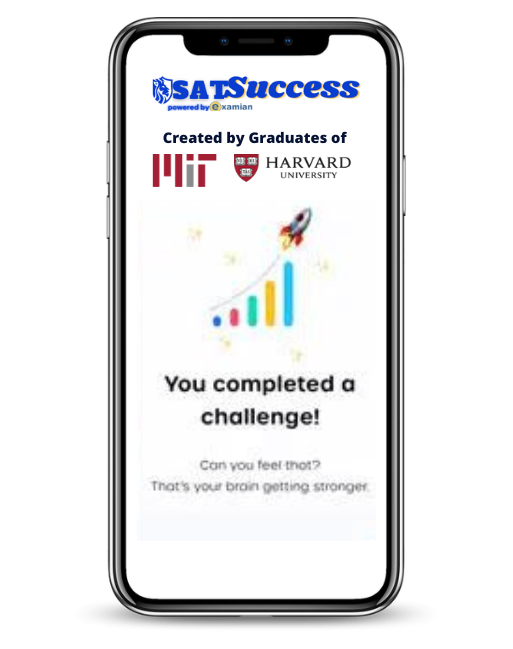 SATSuccess
powered by examian
Created by Graduates of
MIT HARVARD
UNIVERSITY
You completed a
challenge!
Can you feel that?
That's your brain getting stronger.